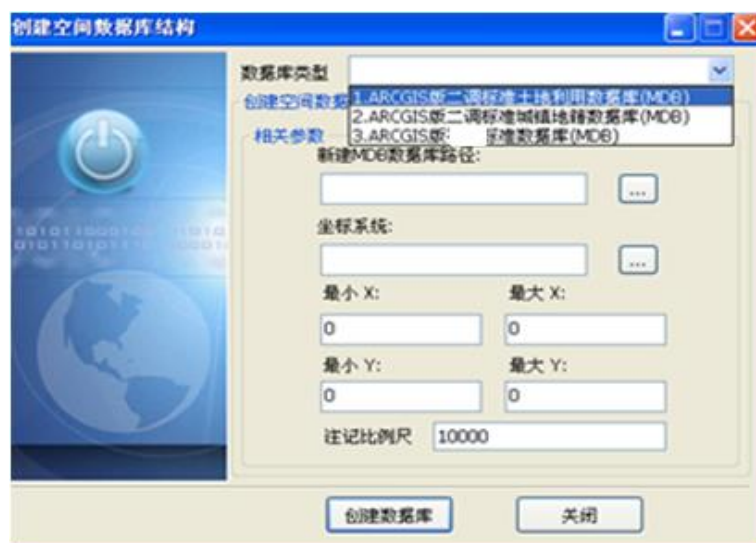 创建空间数据库结构
数据库类型
1.ARCGIS版二调标准土地利用数据库(MDB)
创建空间数据
2.ARCGIS版二调标准城镇地籍数据库(MDB)
相关参数
3.ARCGIS版 标准数据库(MDB)
新建MDB数据库路径:
...
坐标系统:
...
最小 X: 最大 X:
0 0
最小 Y: 最大 Y:
0 0
注记比例尺 10000
创建数据库 关闭